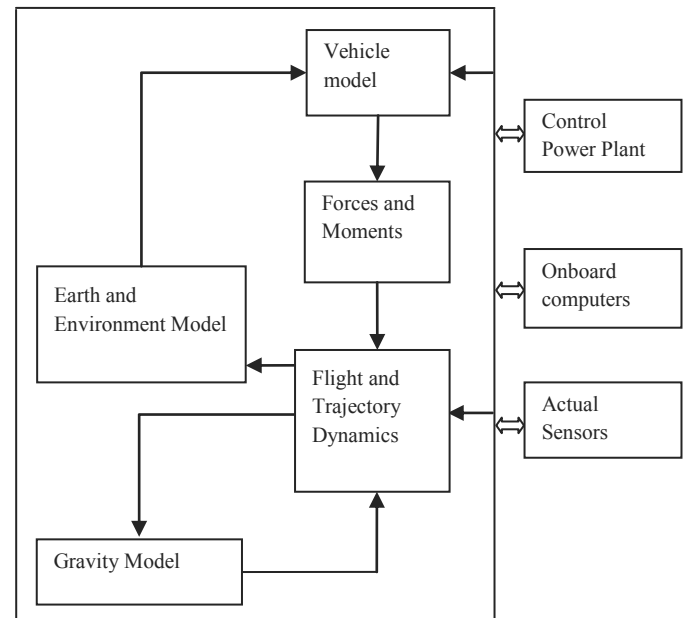 Vehicle
model
Control
Power Plant
Forces and
Moments
Earth and
Environment Model
Onboard
computers
Flight and
Trajectory
Dynamics
Actual
Sensors
Gravity Model